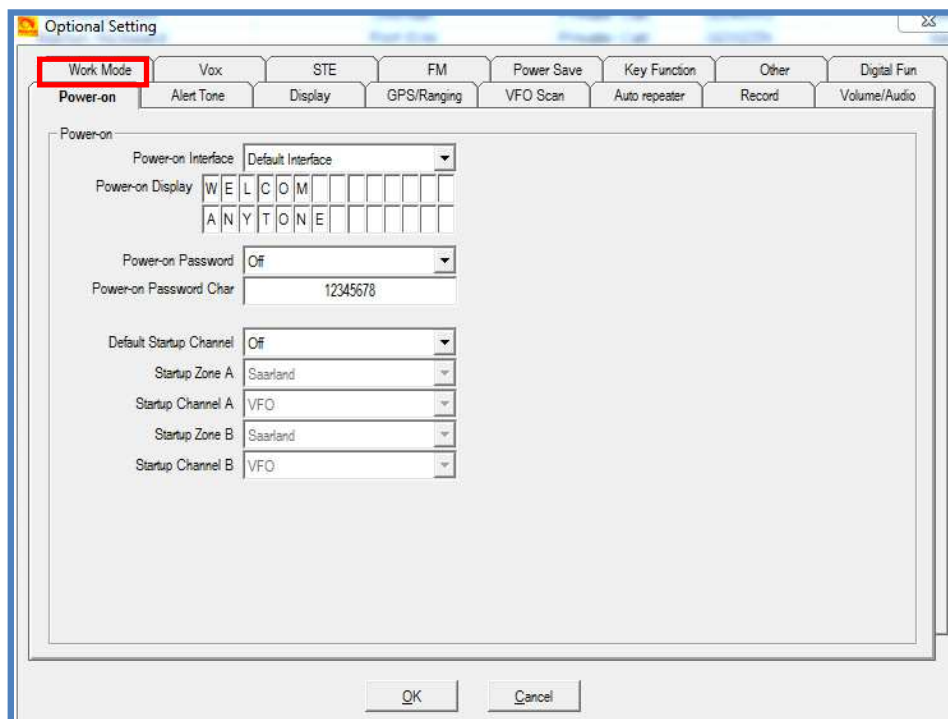 Optional Setting
Work Mode Vox STE FM Power Save Key Function Other Digital Fun
Power-on Alert Tone Display GPS/Ranging VFO Scan Auto repeater Record Volume/Audio
Power-on
Power-on Interface Default Interface
Power-on Display WELCOM
ANYTONE
Power-on Password Off
Power-on Password Char 12345678
Default Startup Channel Off
Startup Zone A Saarland
Startup Channel A VFO
Startup Zone B Saarland
Startup Channel B VFO
OK Cancel